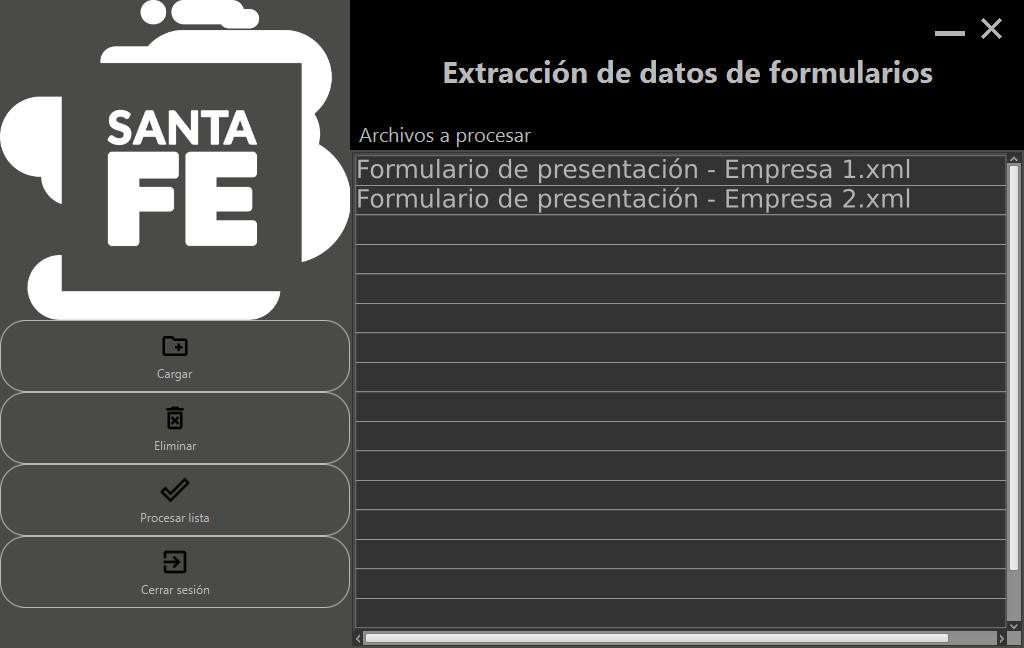 SANTA
FE
Cargar
Eliminar
Procesar lista
Cerrar sesión
Extracción de datos de formularios
Archivos a procesar
Formulario de presentación - Empresa 1.xml
Formulario de presentación - Empresa 2.xml